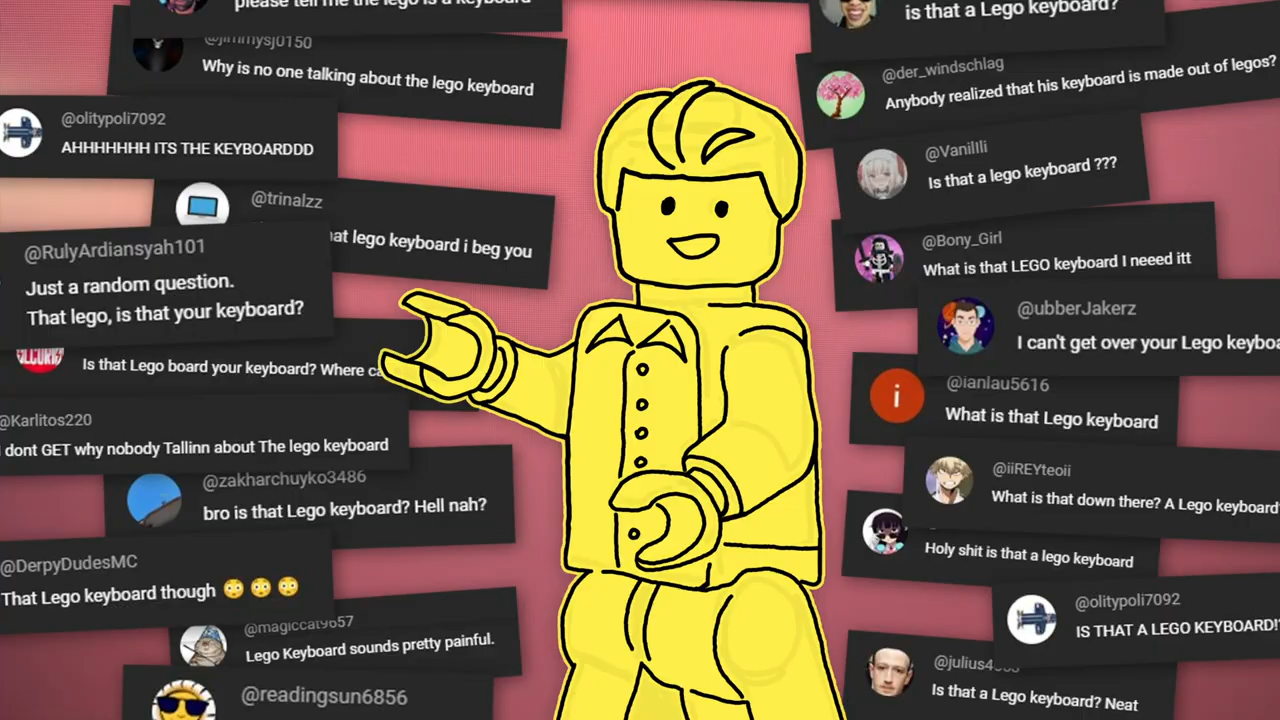 please tell me the lego is a keyboard
@jimmysj0150
Why is no one talking about the lego keyboard
@olitypoli7092
AHHHHHHH ITS THE KEYBOARDDD
@trinalzz
lego keyboard i beg you
@RulyArdiansyah101
Just a random question.
That lego, is that your keyboard?
Is that Lego board your keyboard? Where
@Karlitos220
I dont GET why nobody Tallinn about The lego keyboard
@zakharchuyko3486
bro is that Lego keyboard? Hell nah?
@DerpyDudesMC
That Lego keyboard though 😳 😳 😳
@magiccat9657
Lego Keyboard sounds pretty painful.
@readingsun6856
is that a Lego keyboard?
@der_windschlag
Anybody realized that his keyboard is made out of legos?
@VanilIli
Is that a lego keyboard ???
@Bony_Girl
What is that LEGO keyboard I neeed itt
@ubberJakerz
I can't get over your Lego
i
@ianlau5616
What is that Lego keyboard
@iiREYteoii
What is that down there? A Lego keyboard
Holy shit is that a lego keyboard
@olitypoli7092
IS THAT A LEGO KEYBOARD!
Is that a Lego keyboard? Neat